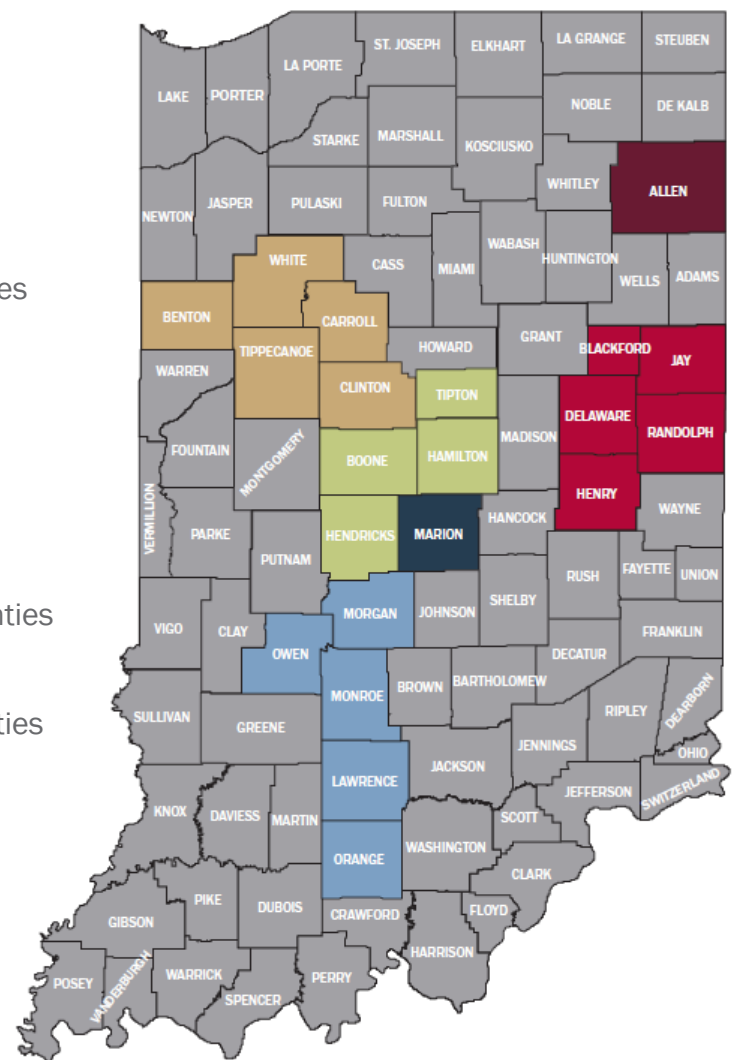 ST. JOSEPH
ELKHART
LA GRANGE
STEUBEN
LA PORTE
LAKE
PORTER
NOBLE
DE KALB
STARKE
MARSHALL
KOSCIUSKO
WHITLEY
ALLEN
NEWTON
JASPER
PULASKI
FULTON
WABASH
HUNTINGTON
WHITE
CASS
MIAMI
WELLS
ADAMS
es
BENTON
CARROLL
GRANT
TIPPECANOE
HOWARD
BLACKFORD
JAY
WARREN
CLINTON
TIPTON
DELAWARE
RANDOLPH
FOUNTAIN
MONTGOMERY
BOONE
HAMILTON
MADISON
HENRY
VERMILLION
PARKE
PUTNAM
HENDRICKS
MARION
HANCOCK
WAYNE
RUSH
FAYETTE
UNION
nties
VIGO
CLAY
MORGAN
JOHNSON
SHELBY
FRANKLIN
OWEN
DECATUR
MONROE
BROWN
BARTHOLOMEW
RIPLEY
DEARBORN
ties
SULLIVAN
GREENE
JENNINGS
OHIO
LAWRENCE
JACKSON
JEFFERSON
SWITZERLAND
KNOX
DAVIESS
MARTIN
SCOTT
ORANGE
WASHINGTON
CLARK
PIKE
DUBOIS
CRAWFORD
FLOYD
GIBSON
HARRISON
POSEY
VANDERBURGH
WARRICK
SPENCER
PERRY